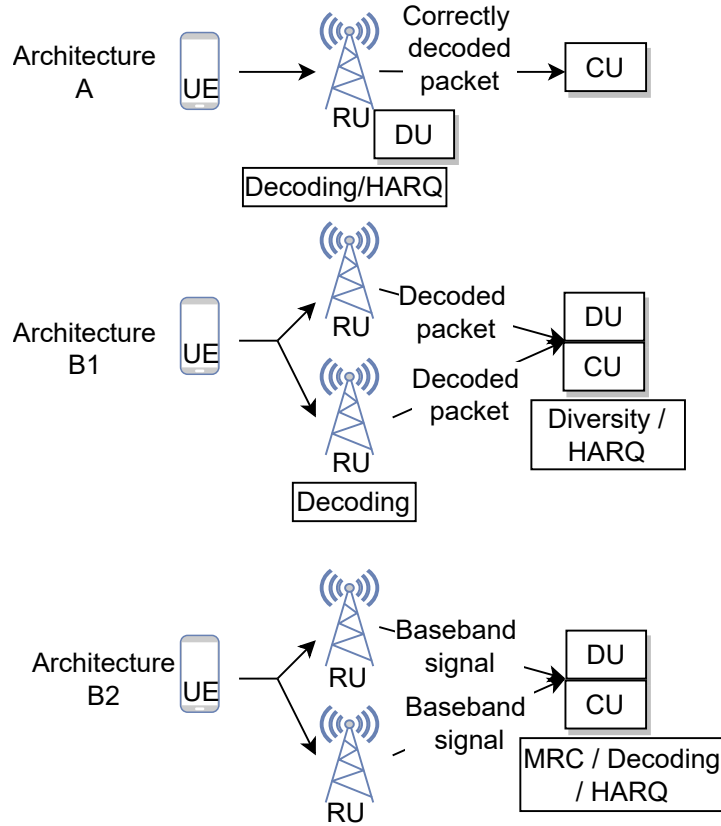 Architecture
A
UE
RU
DU
Decoding/HARQ
Correctly
decoded
packet
CU
Architecture
B1
UE
RU
RU
Decoding
Decoded
packet
Decoded
packet
DU
CU
Diversity /
HARQ
Architecture
B2
UE
RU
RU
Baseband
signal
Baseband
signal
DU
CU
MRC / Decoding
/ HARQ